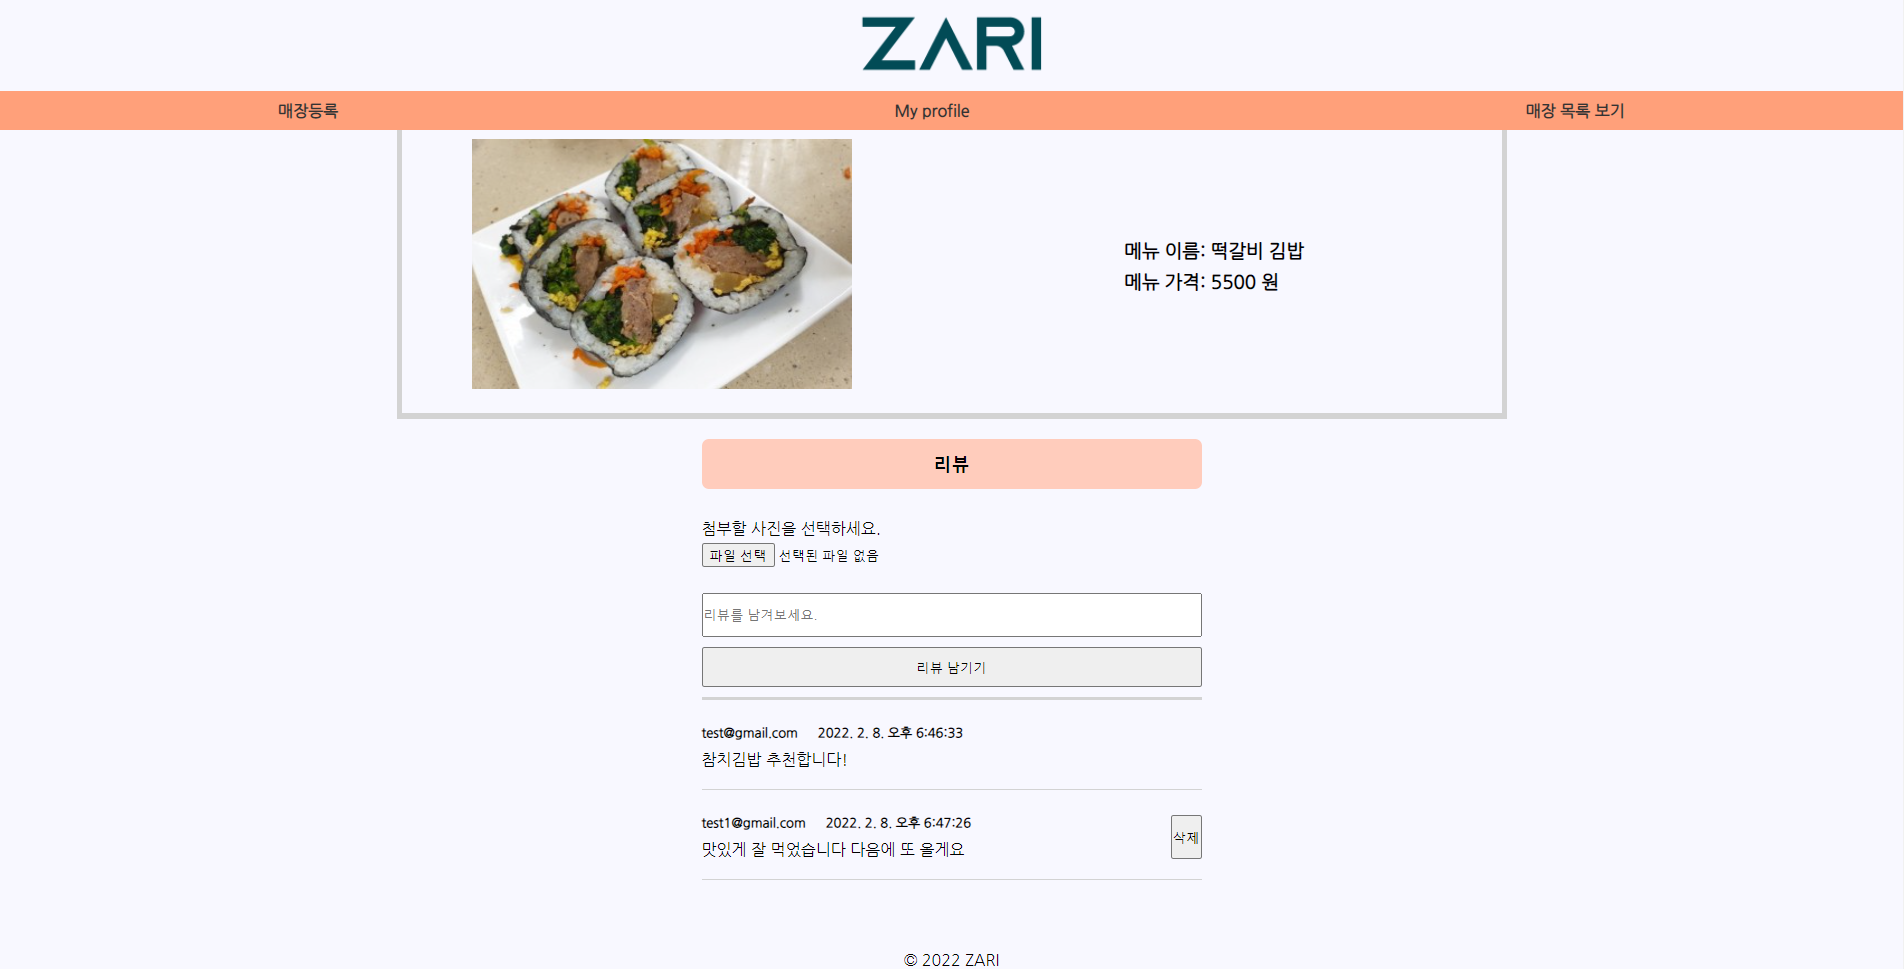 ZARI
매장등록 My profile 매장 목록 보기
메뉴 이름: 떡갈비 김밥
메뉴 가격: 5500 원
리뷰
첨부할 사진을 선택하세요.
파일 선택 선택된 파일 없음
리뷰를 남겨보세요.
리뷰 남기기
test@gmail.com 2022. 2. 8. 오후 6:46:33
참치김밥 추천합니다!
test1@gmail.com 2022. 2. 8. 오후 6:47:26
맛있게 잘 먹었습니다 다음에 또 올게요
삭제
© 2022 ZARI